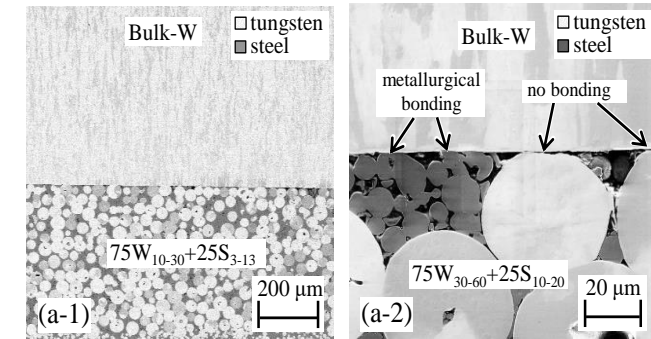 Bulk-W
tungsten
steel
75W₁₀₋₃₀+25S₃₋₁₃
200 μm
(a-1)
Bulk-W
tungsten
steel
metallurgical
bonding
no bonding
75W₃₀₋₆₀+25S₁₀₋₂₀
20 μm
(a-2)